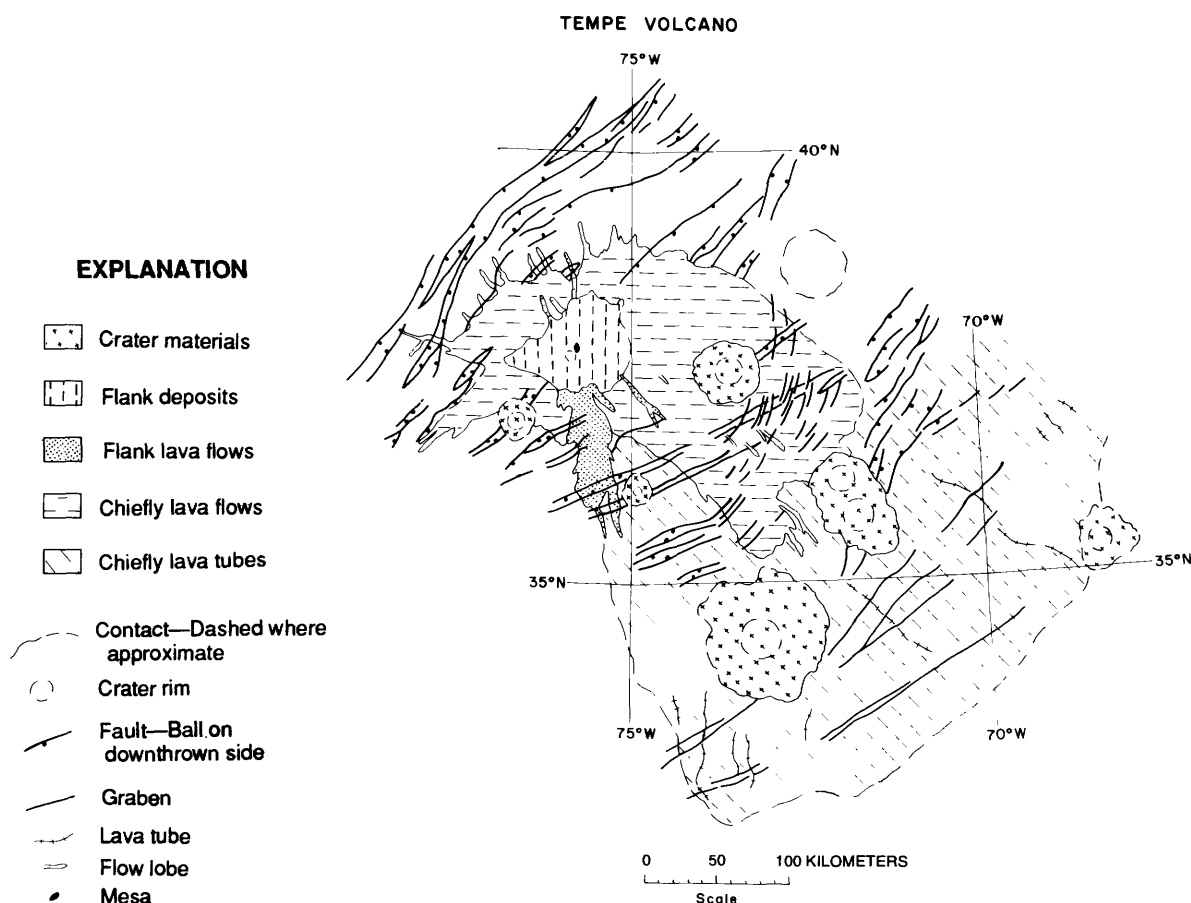 TEMPE VOLCANO
75°W
40°N
EXPLANATION
Crater materials
Flank deposits
Flank lava flows
Chiefly lava flows
Chiefly lava tubes
Contact—Dashed where
approximate
Crater rim
Fault—Ball on
downthrown side
Graben
Lava tube
Flow lobe
Mesa
70°W
35°N
35°N
75°W
70°W
0 50 100 KILOMETERS
Scale